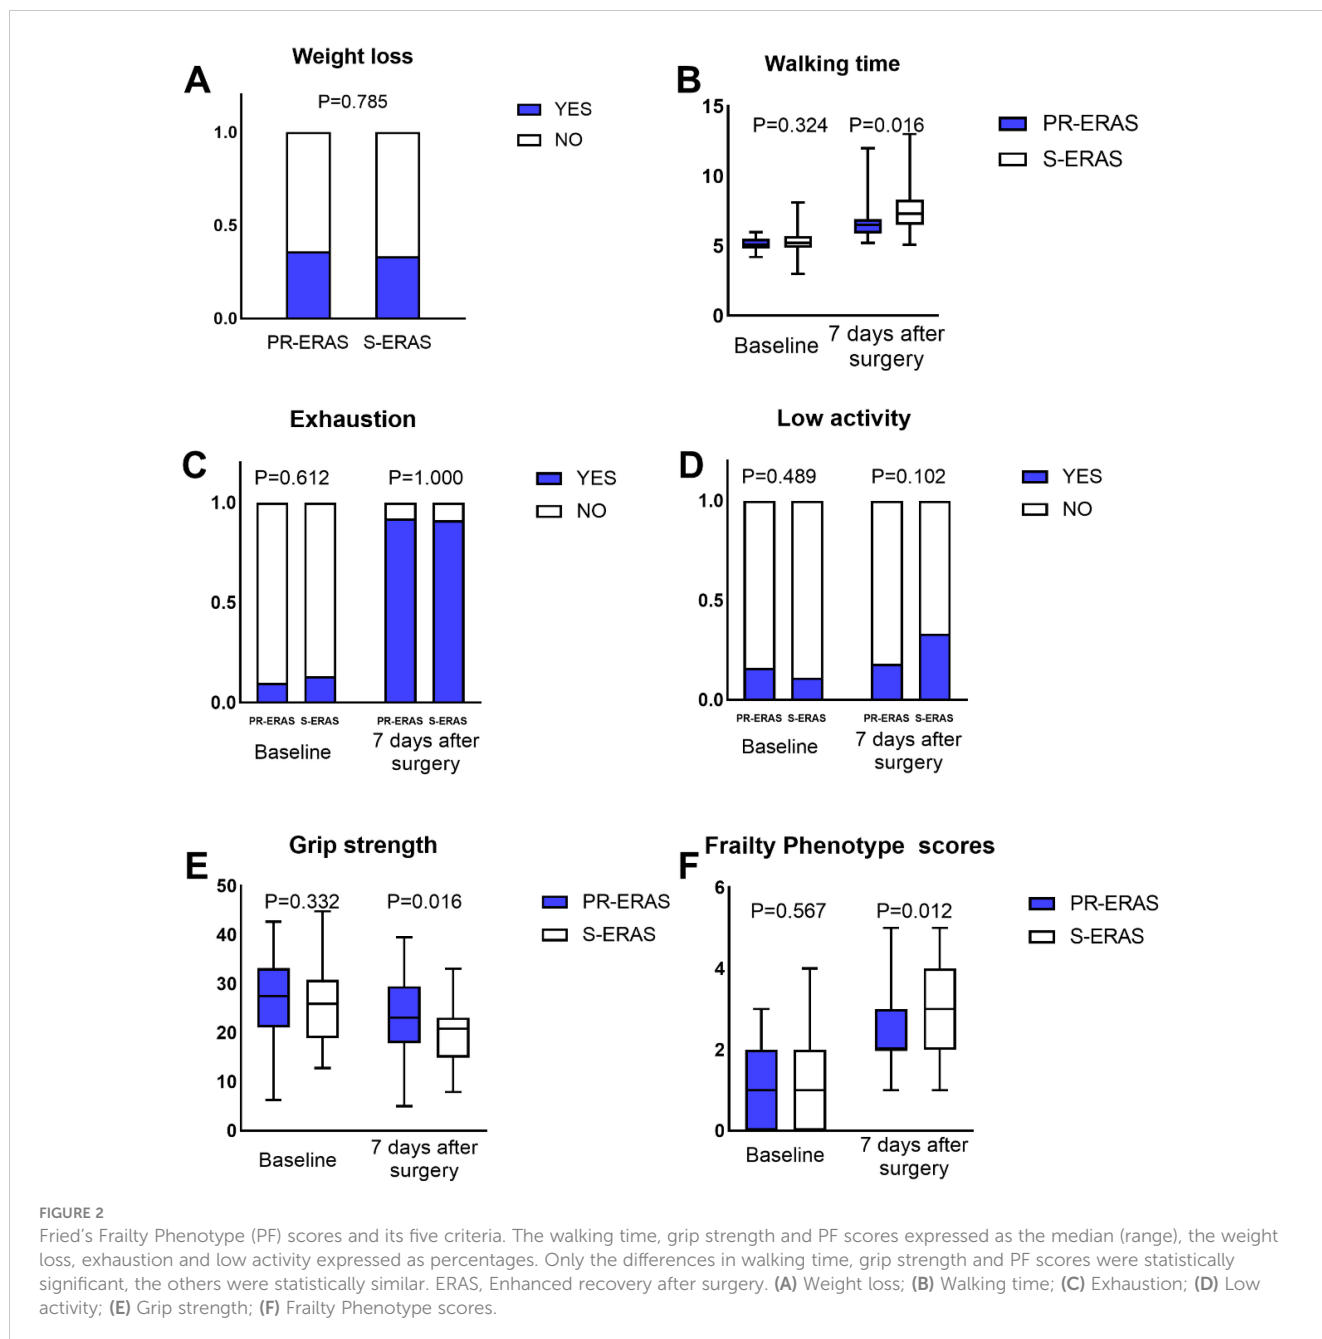 A
Weight loss
P=0.785
YES
NO
1.0
0.5
0.0
PR-ERAS S-ERAS
B
Walking time
15
P=0.324 P=0.016
PR-ERAS
S-ERAS
10
5
0
Baseline
7 days after
surgery
C
Exhaustion
P=0.612 P=1.000
YES
NO
1.0
0.5
0.0
PR-ERAS S-ERAS PR-ERAS S-ERAS
Baseline
7 days after
surgery
D
Low activity
P=0.489 P=0.102
YES
NO
1.0
0.5
0.0
PR-ERAS S-ERAS PR-ERAS S-ERAS
Baseline
7 days after
surgery
E
Grip strength
50
P=0.332 P=0.016
PR-ERAS
S-ERAS
40
30
20
10
0
Baseline
7 days after
surgery
F
Frailty Phenotype scores
6
P=0.567 P=0.012
PR-ERAS
S-ERAS
4
2
0
Baseline
7 days after
surgery
FIGURE 2
Fried's Frailty Phenotype (PF) scores and its five criteria. The walking time, grip strength and PF scores expressed as the median (range), the weight
loss, exhaustion and low activity expressed as percentages. Only the differences in walking time, grip strength and PF scores were statistically
significant, the others were statistically similar. ERAS, Enhanced recovery after surgery. (A) Weight loss; (B) Walking time; (C) Exhaustion; (D) Low
activity; (E) Grip strength; (F) Frailty Phenotype scores.